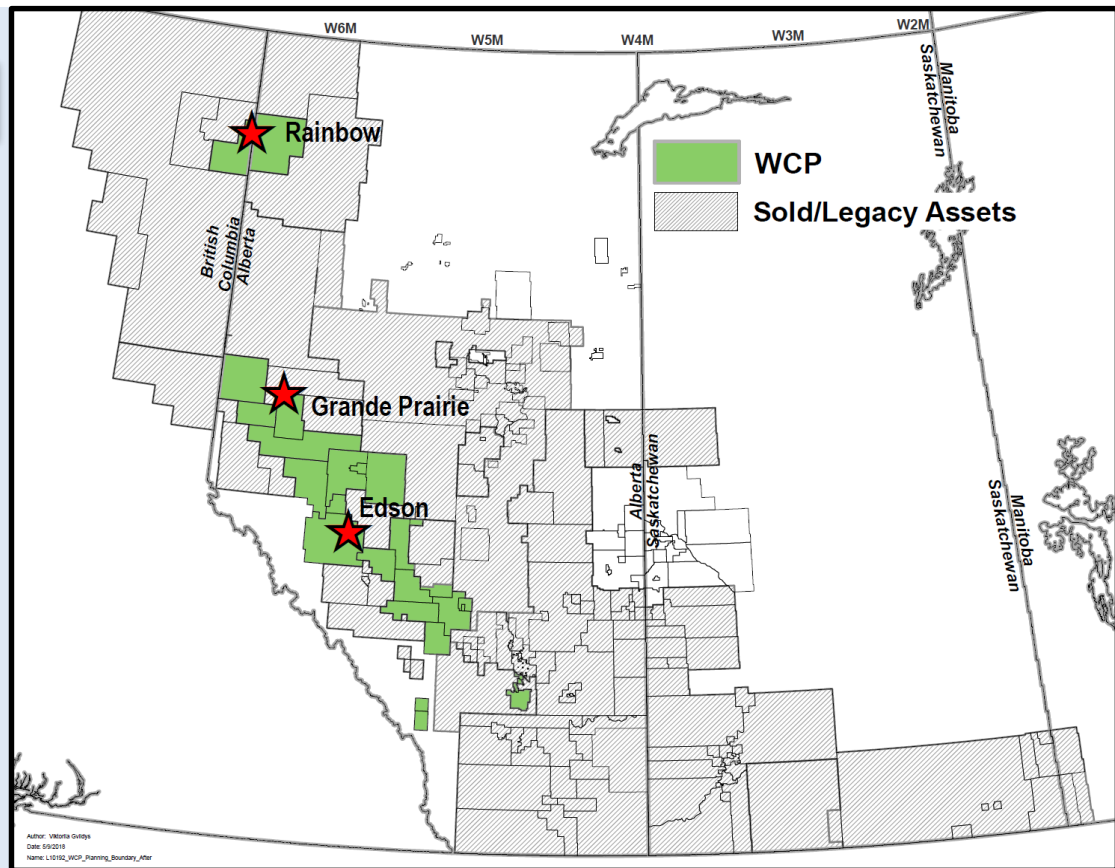 W6M
W5M
W4M
W3M
W2M
Manitoba
Saskatchewan
Rainbow
WCP
Sold/Legacy Assets
British
Columbia
Alberta
Grande Prairie
Alberta
Saskatchewan
Edson
Manitoba
Saskatchewan
Author: Viktoriia Gvildys
Date: 5/9/2018
Name: L10192_WCP_Planning_Boundary_After